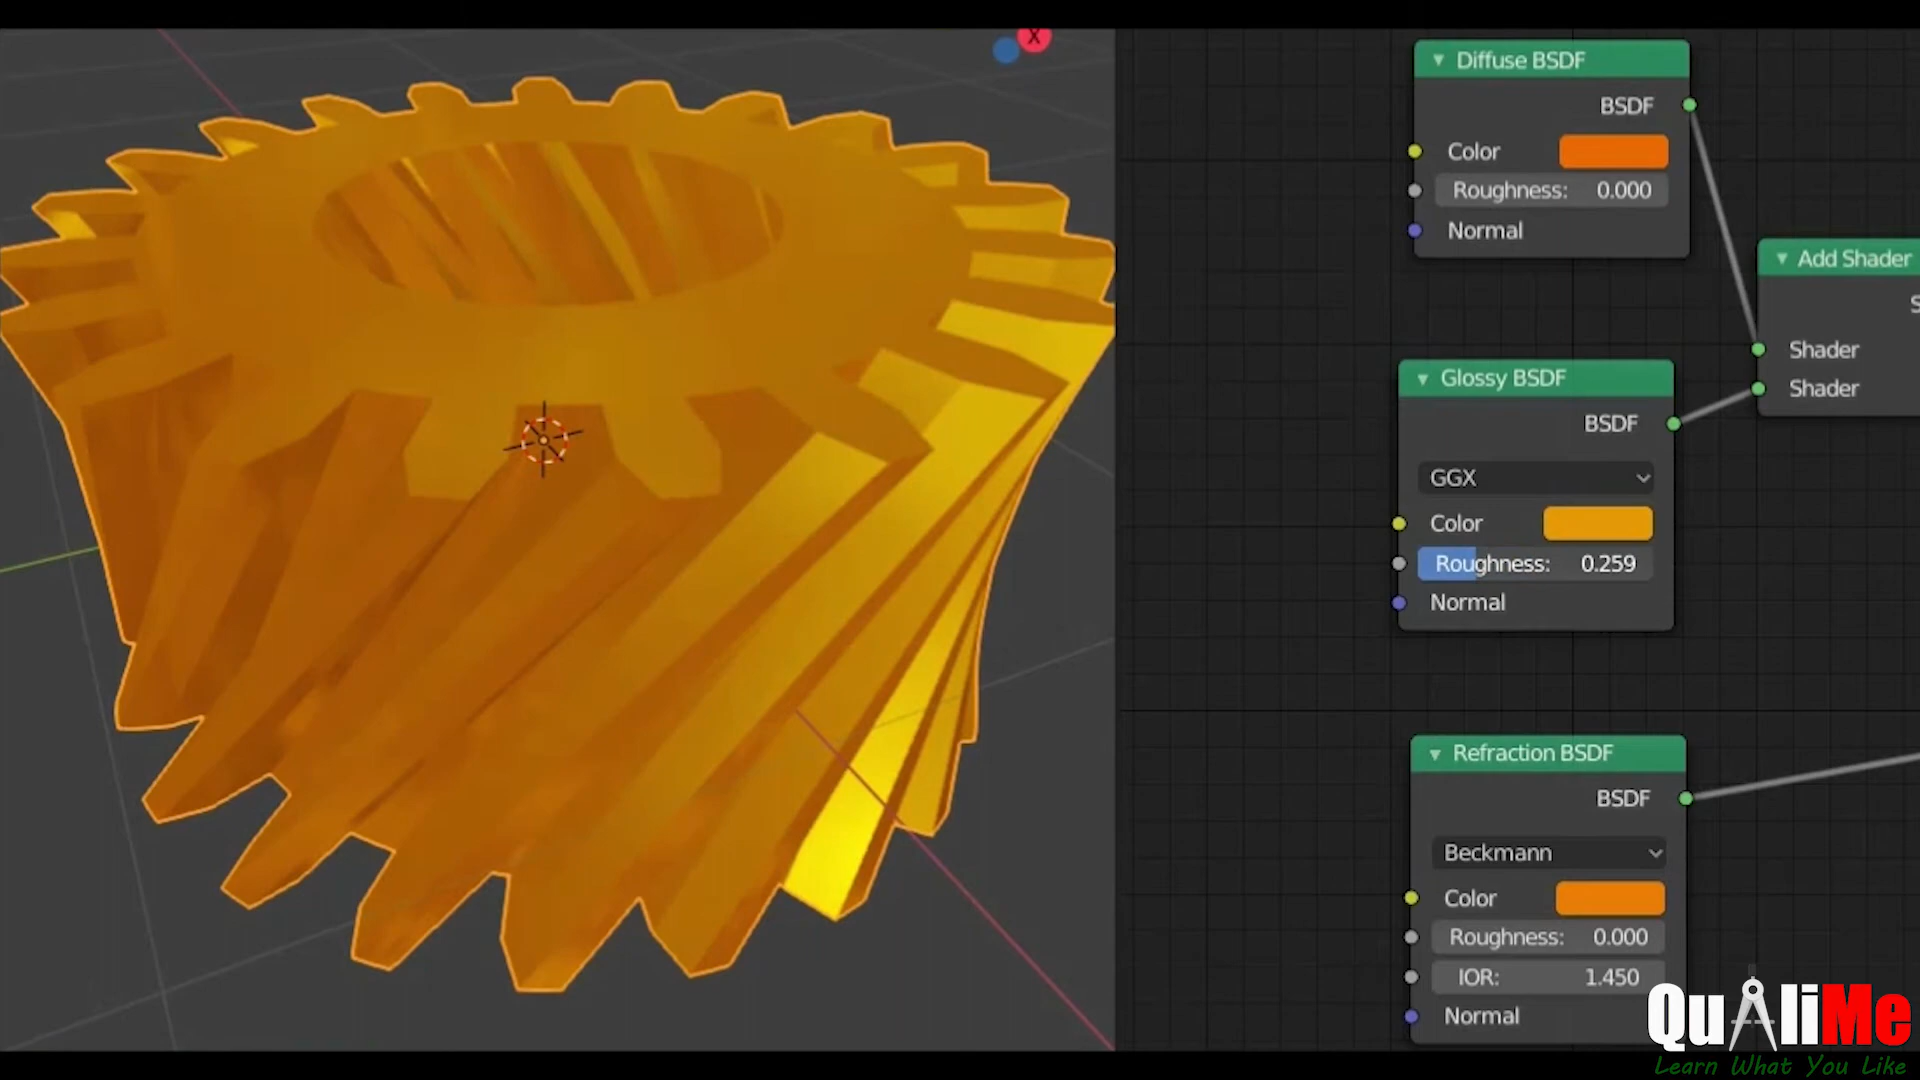 X
Diffuse BSDF
BSDF
Color
Roughness: 0.000
Normal
Add Shader
S
Shader
Shader
Glossy BSDF
BSDF
GGX
Color
Roughness: 0.259
Normal
Refraction BSDF
BSDF
Beckmann
Color
Roughness: 0.000
IOR: 1.450
Normal
QuAliMe
Learn What You Like